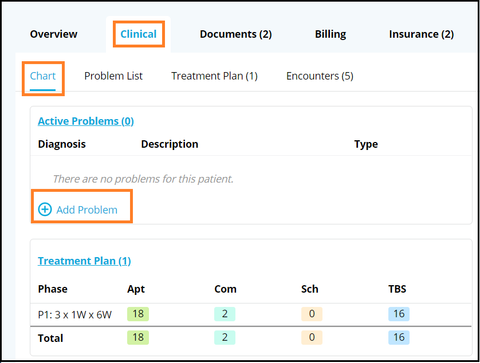 Overview Clinical Documents (2) Billing Insurance (2)
Chart Problem List Treatment Plan (1) Encounters (5)
Active Problems (0)
Diagnosis Description Type
There are no problems for this patient.
Add Problem
Treatment Plan (1)
Phase Apt Com Sch TBS
P1: 3 x 1W x 6W 18 2 0 16
Total 18 2 0 16